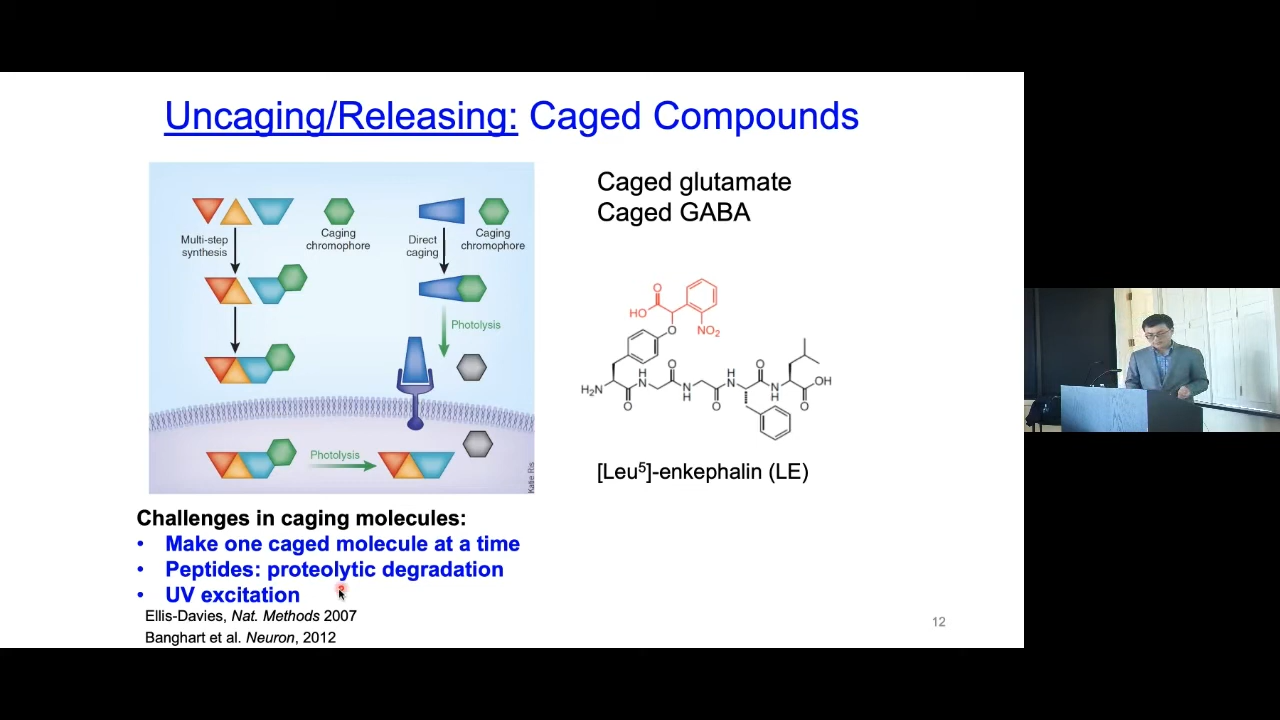 Uncaging/Releasing: Caged Compounds
Multi-step
synthesis
Caging
chromophore
Direct
caging
Caging
chromophore
Photolysis
Photolysis
Katie Ris
Caged glutamate
Caged GABA
O
HO
O
NO2
H2N
O
H
N
O
N
H
O
H
N
O
N
H
O
OH
[Leu5]-enkephalin (LE)
Challenges in caging molecules:
• Make one caged molecule at a time
• Peptides: proteolytic degradation
• UV excitation
Ellis-Davies, Nat. Methods 2007
Banghart et al. Neuron, 2012
12